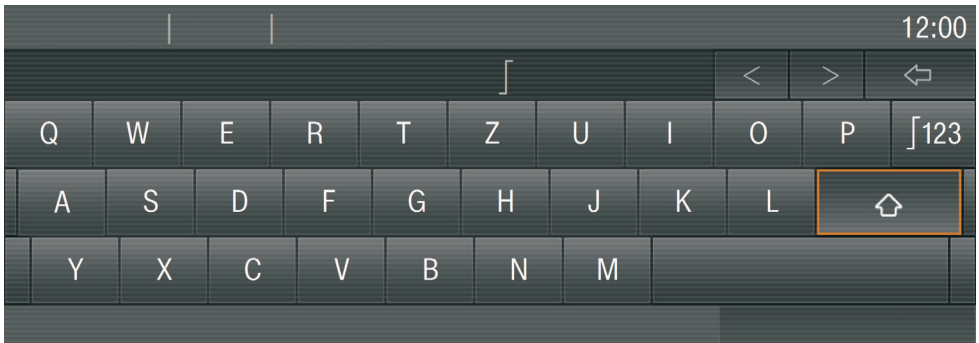 12:00
< >
Q W E R T Z U I O P 123
A S D F G H J K L
Y X C V B N M